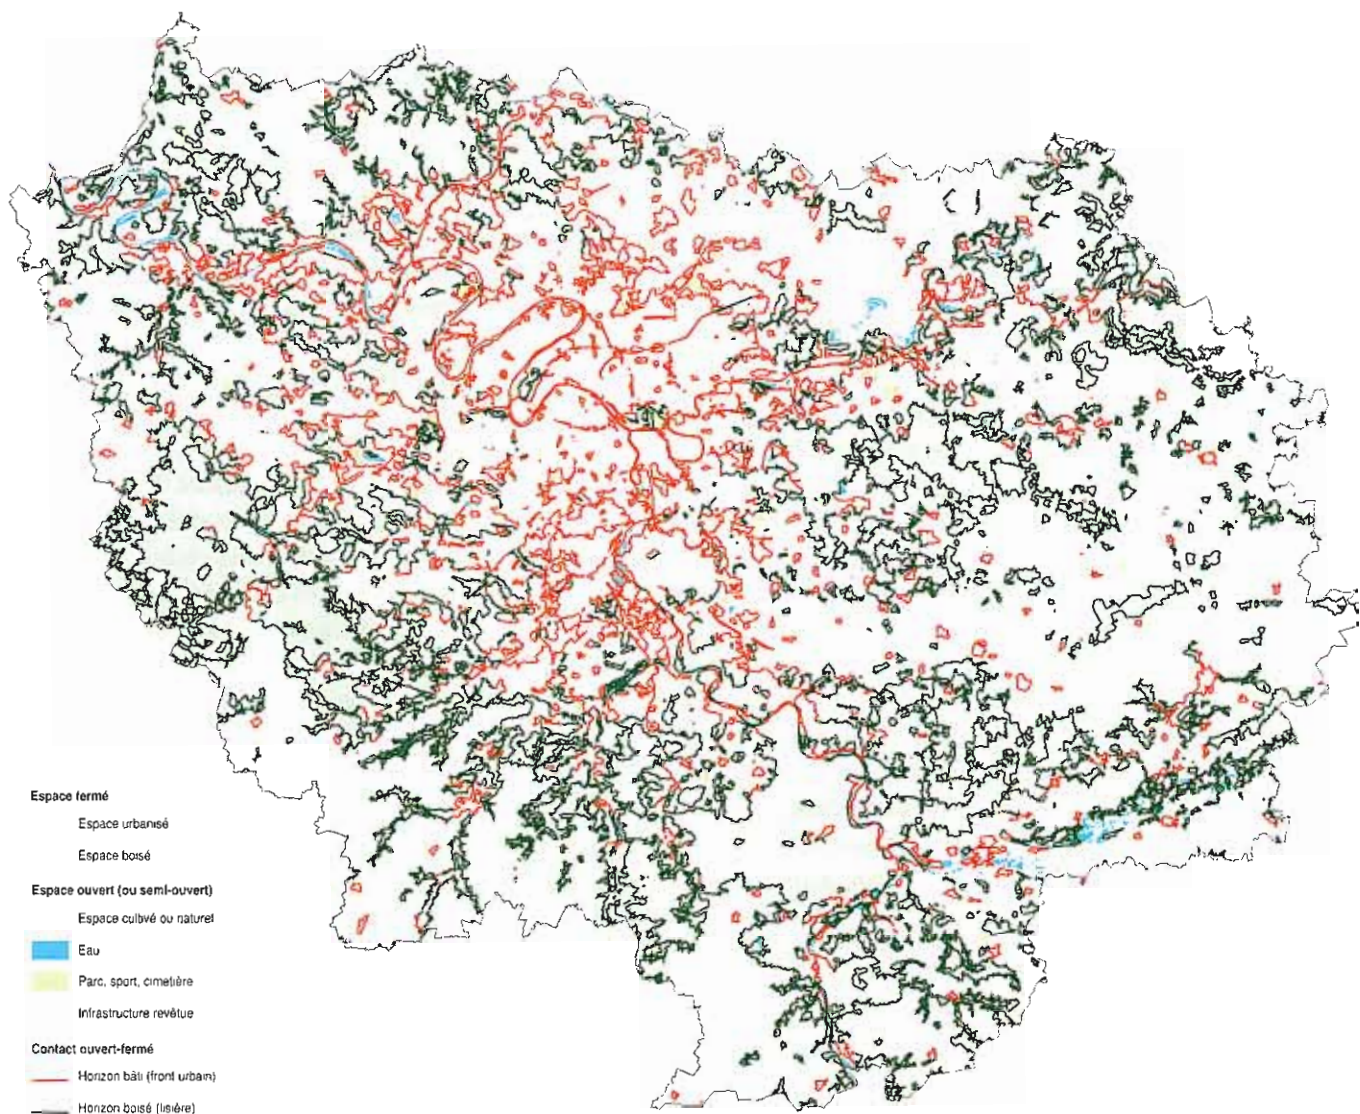 Espace fermé
Espace urbanisé
Espace boisé
Espace ouvert (ou semi-ouvert)
Espace cultivé ou naturel
Eau
Parc, sport, cimetière
Infrastructure revêtue
Contact ouvert-fermé
Horizon bâti (front urbain)
Horizon boisé (lisière)